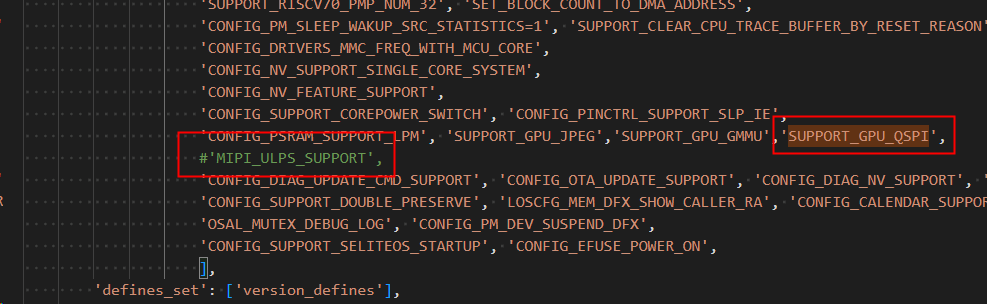 'SUPPORT_RISCV70_PMP_NUM_32', 'SET_BLOCK_COUNT_TO_DMA_ADDRESS',
'CONFIG_PM_SLEEP_WAKUP_SRC_STATISTICS=1', 'SUPPORT_CLEAR_CPU_TRACE_BUFFER_BY_RESET_REASON'
'CONFIG_DRIVERS_MMC_FREQ_WITH_MCU_CORE',
'CONFIG_NV_SUPPORT_SINGLE_CORE_SYSTEM',
'CONFIG_NV_FEATURE_SUPPORT',
'CONFIG_SUPPORT_COREPOWER_SWITCH', 'CONFIG_PINCTRL_SUPPORT_SLP_IE',
'CONFIG_PSRAM_SUPPORT_LPM', 'SUPPORT_GPU_JPEG','SUPPORT_GPU_GMMU','SUPPORT_GPU_QSPI',
#'MIPI_ULPS_SUPPORT',
'CONFIG_DIAG_UPDATE_CMD_SUPPORT', 'CONFIG_OTA_UPDATE_SUPPORT', 'CONFIG_DIAG_NV_SUPPORT', '
'CONFIG_SUPPORT_DOUBLE_PRESERVE', 'LOSCFG_MEM_DFX_SHOW_CALLER_RA', 'CONFIG_CALENDAR_SUPPOR
'OSAL_MUTEX_DEBUG_LOG', 'CONFIG_PM_DEV_SUSPEND_DFX',
'CONFIG_SUPPORT_SELITEOS_STARTUP', 'CONFIG_EFUSE_POWER_ON',
],
'defines_set': ['version_defines'],